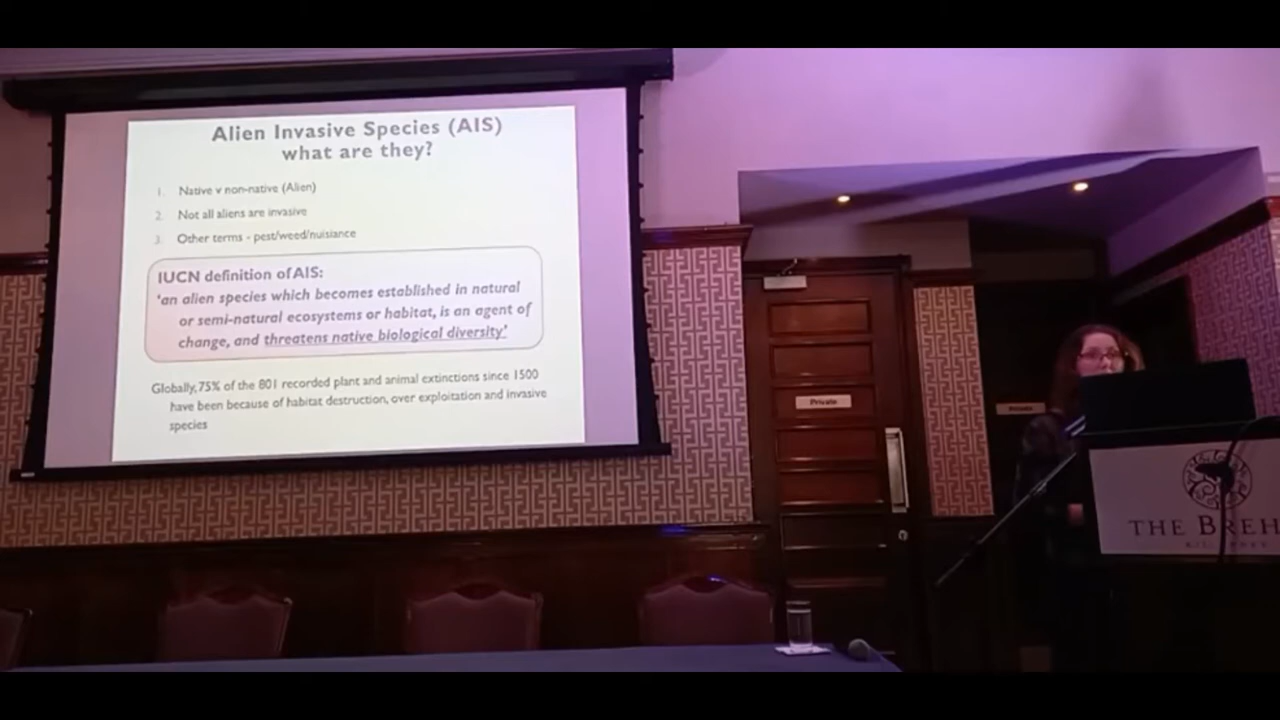 Alien Invasive Species (AIS)
what are they?
1. Native v non-native (Alien)
2. Not all aliens are invasive
3. Other terms - pest/weed/nuisiance
IUCN definition of AIS:
‘an alien species which becomes established in natural
or semi-natural ecosystems or habitat, is an agent of
change, and threatens native biological diversity’
Globally, 75% of the 801 recorded plant and animal extinctions since 1500
have been because of habitat destruction, over exploitation and invasive
species
Private
Private
THE BREH